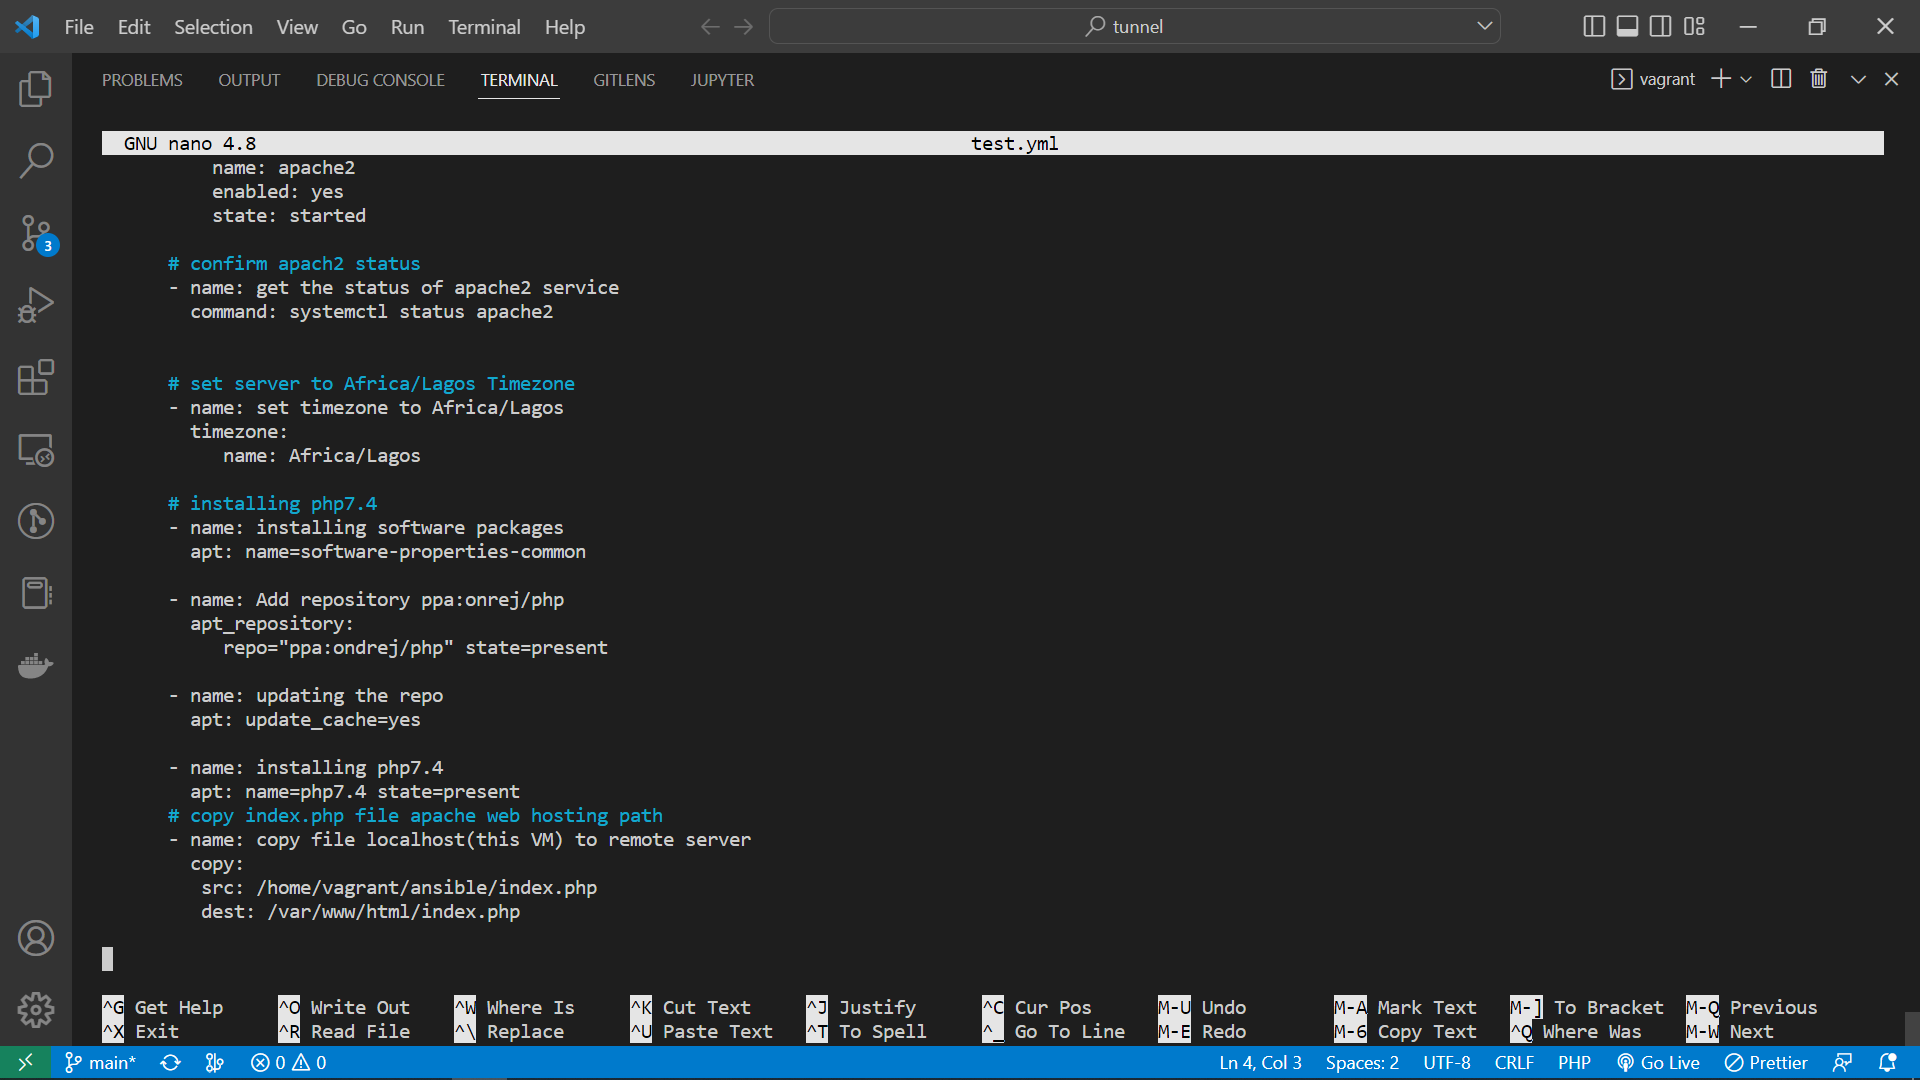 File Edit Selection View Go Run Terminal Help tunnel
PROBLEMS OUTPUT DEBUG CONSOLE TERMINAL GITLENS JUPYTER vagrant
GNU nano 4.8 test.yml
name: apache2
enabled: yes
state: started
# confirm apach2 status
- name: get the status of apache2 service
command: systemctl status apache2
# set server to Africa/Lagos Timezone
- name: set timezone to Africa/Lagos
timezone:
name: Africa/Lagos
# installing php7.4
- name: installing software packages
apt: name=software-properties-common
- name: Add repository ppa:onrej/php
apt_repository:
repo="ppa:ondrej/php" state=present
- name: updating the repo
apt: update_cache=yes
- name: installing php7.4
apt: name=php7.4 state=present
# copy index.php file apache web hosting path
- name: copy file localhost(this VM) to remote server
copy:
src: /home/vagrant/ansible/index.php
dest: /var/www/html/index.php
^G Get Help ^O Write Out ^W Where Is ^K Cut Text ^J Justify ^C Cur Pos M-U Undo M-A Mark Text M-] To Bracket M-Q Previous
^X Exit ^R Read File ^\ Replace ^U Paste Text ^T To Spell ^_ Go To Line M-E Redo M-6 Copy Text ^Q Where Was M-W Next
main* 0 0 Ln 4, Col 3 Spaces: 2 UTF-8 CRLF PHP Go Live Prettier
3